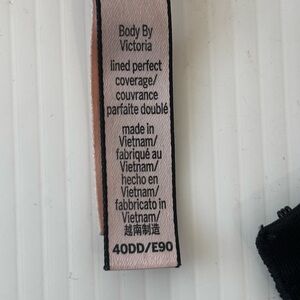 Body By
Victoria
lined perfect
coverage/
couvrance
parfaite doublé
made in
Vietnam/
fabriqué au
Vietnam/
hecho en
Vietnam/
fabbricato in
Vietnam/
越南制造
40DD/E90